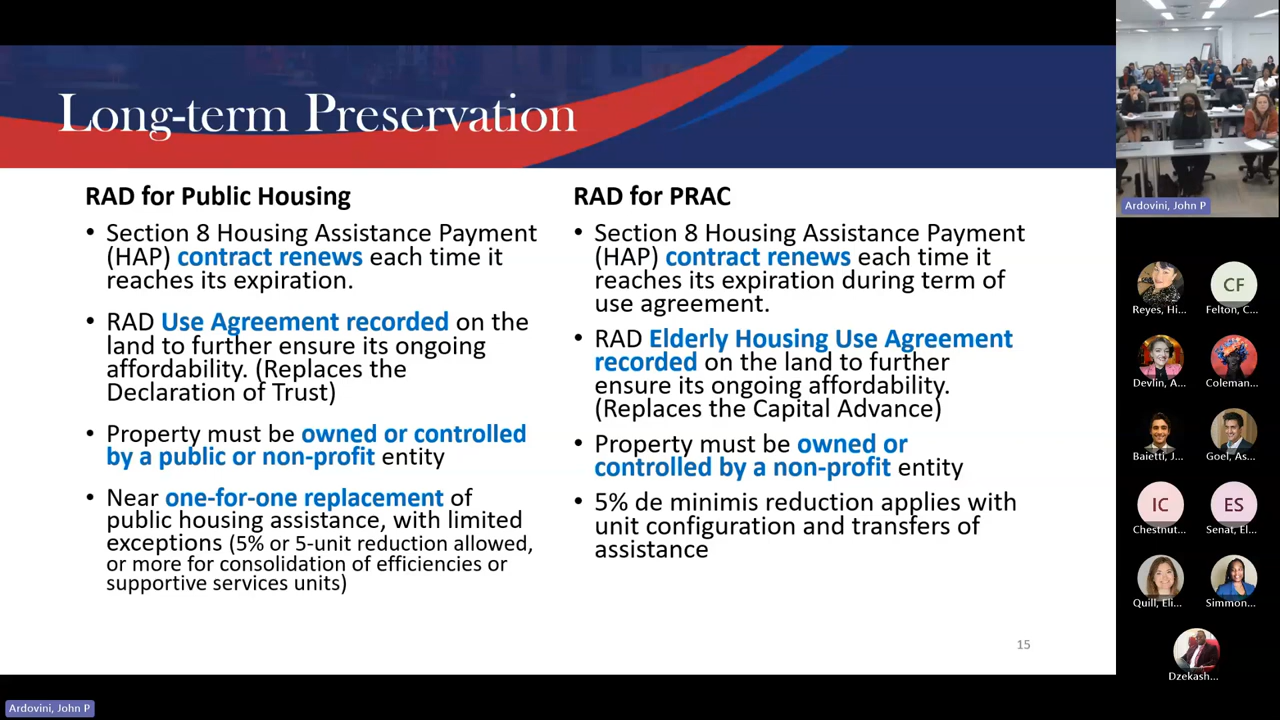 Long-term Preservation
RAD for Public Housing
• Section 8 Housing Assistance Payment
(HAP) contract renews each time it
reaches its expiration.
• RAD Use Agreement recorded on the
land to further ensure its ongoing
affordability. (Replaces the
Declaration of Trust)
• Property must be owned or controlled
by a public or non-profit entity
• Near one-for-one replacement of
public housing assistance, with limited
exceptions (5% or 5-unit reduction allowed,
or more for consolidation of efficiencies or
supportive services units)
RAD for PRAC
• Section 8 Housing Assistance Payment
(HAP) contract renews each time it
reaches its expiration during term of
use agreement.
• RAD Elderly Housing Use Agreement
recorded on the land to further
ensure its ongoing affordability.
(Replaces the Capital Advance)
• Property must be owned or
controlled by a non-profit entity
• 5% de minimis reduction applies with
unit configuration and transfers of
assistance
15
Ardovini, John P
Reyes, Hi...
CF
Felton, C...
Devlin, A...
Coleman...
Baietti, J...
Goel, As...
IC
Chestnut...
ES
Senat, El...
Quill, Eli...
Simmon...
Dzekash...
Ardovini, John P